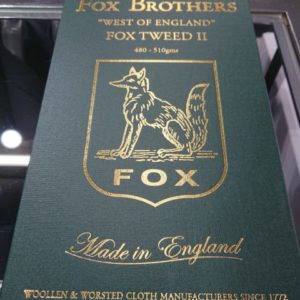 FOX BROTHERS
"WEST OF ENGLAND"
FOX TWEED II
480 - 510gms
FOX
Made in England
WOOLLEN & WORSTED CLOTH MANUFACTURERS SINCE 1772